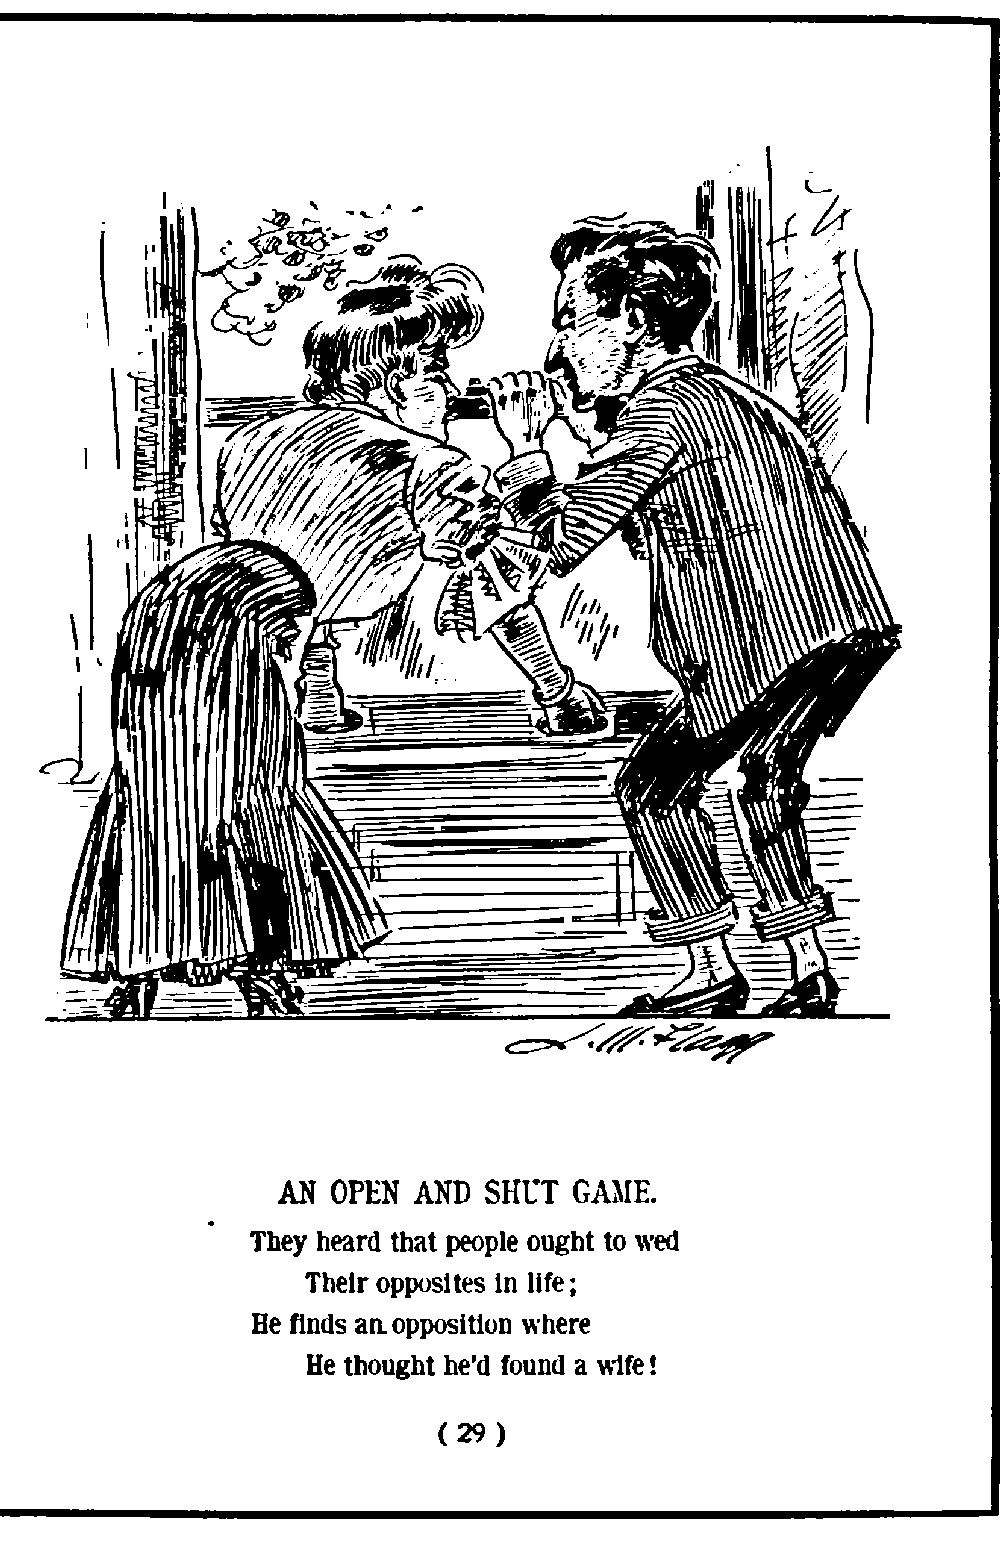 J. M. Flagg
AN OPEN AND SHUT GAME.
They heard that people ought to wed
Their opposites in life;
He finds an opposition where
He thought he'd found a wife!
( 29 )